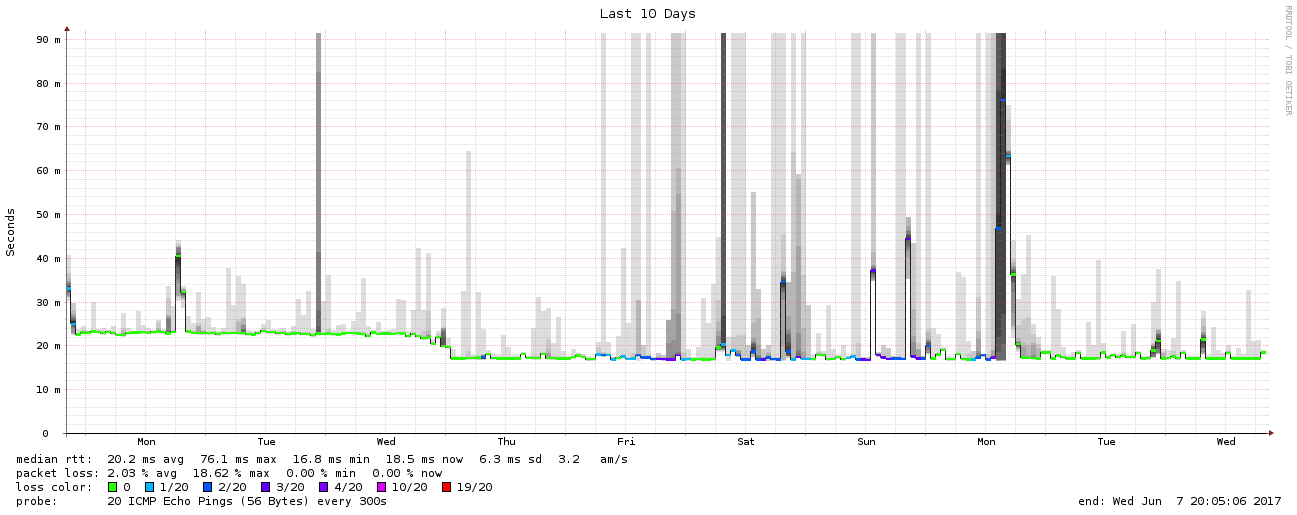 Last 10 Days
RRDTOOL / TOBI OETIKER
Seconds
90 m
80 m
70 m
60 m
50 m
40 m
30 m
20 m
10 m
0
Mon Tue Wed Thu Fri Sat Sun Mon Tue Wed
median rtt: 20.2 ms avg 76.1 ms max 16.8 ms min 18.5 ms now 6.3 ms sd 3.2 am/s
packet loss: 2.03 % avg 18.62 % max 0.00 % min 0.00 % now
loss color: 0 1/20 2/20 3/20 4/20 10/20 19/20
probe: 20 ICMP Echo Pings (56 Bytes) every 300s end: Wed Jun 7 20:05:06 2017